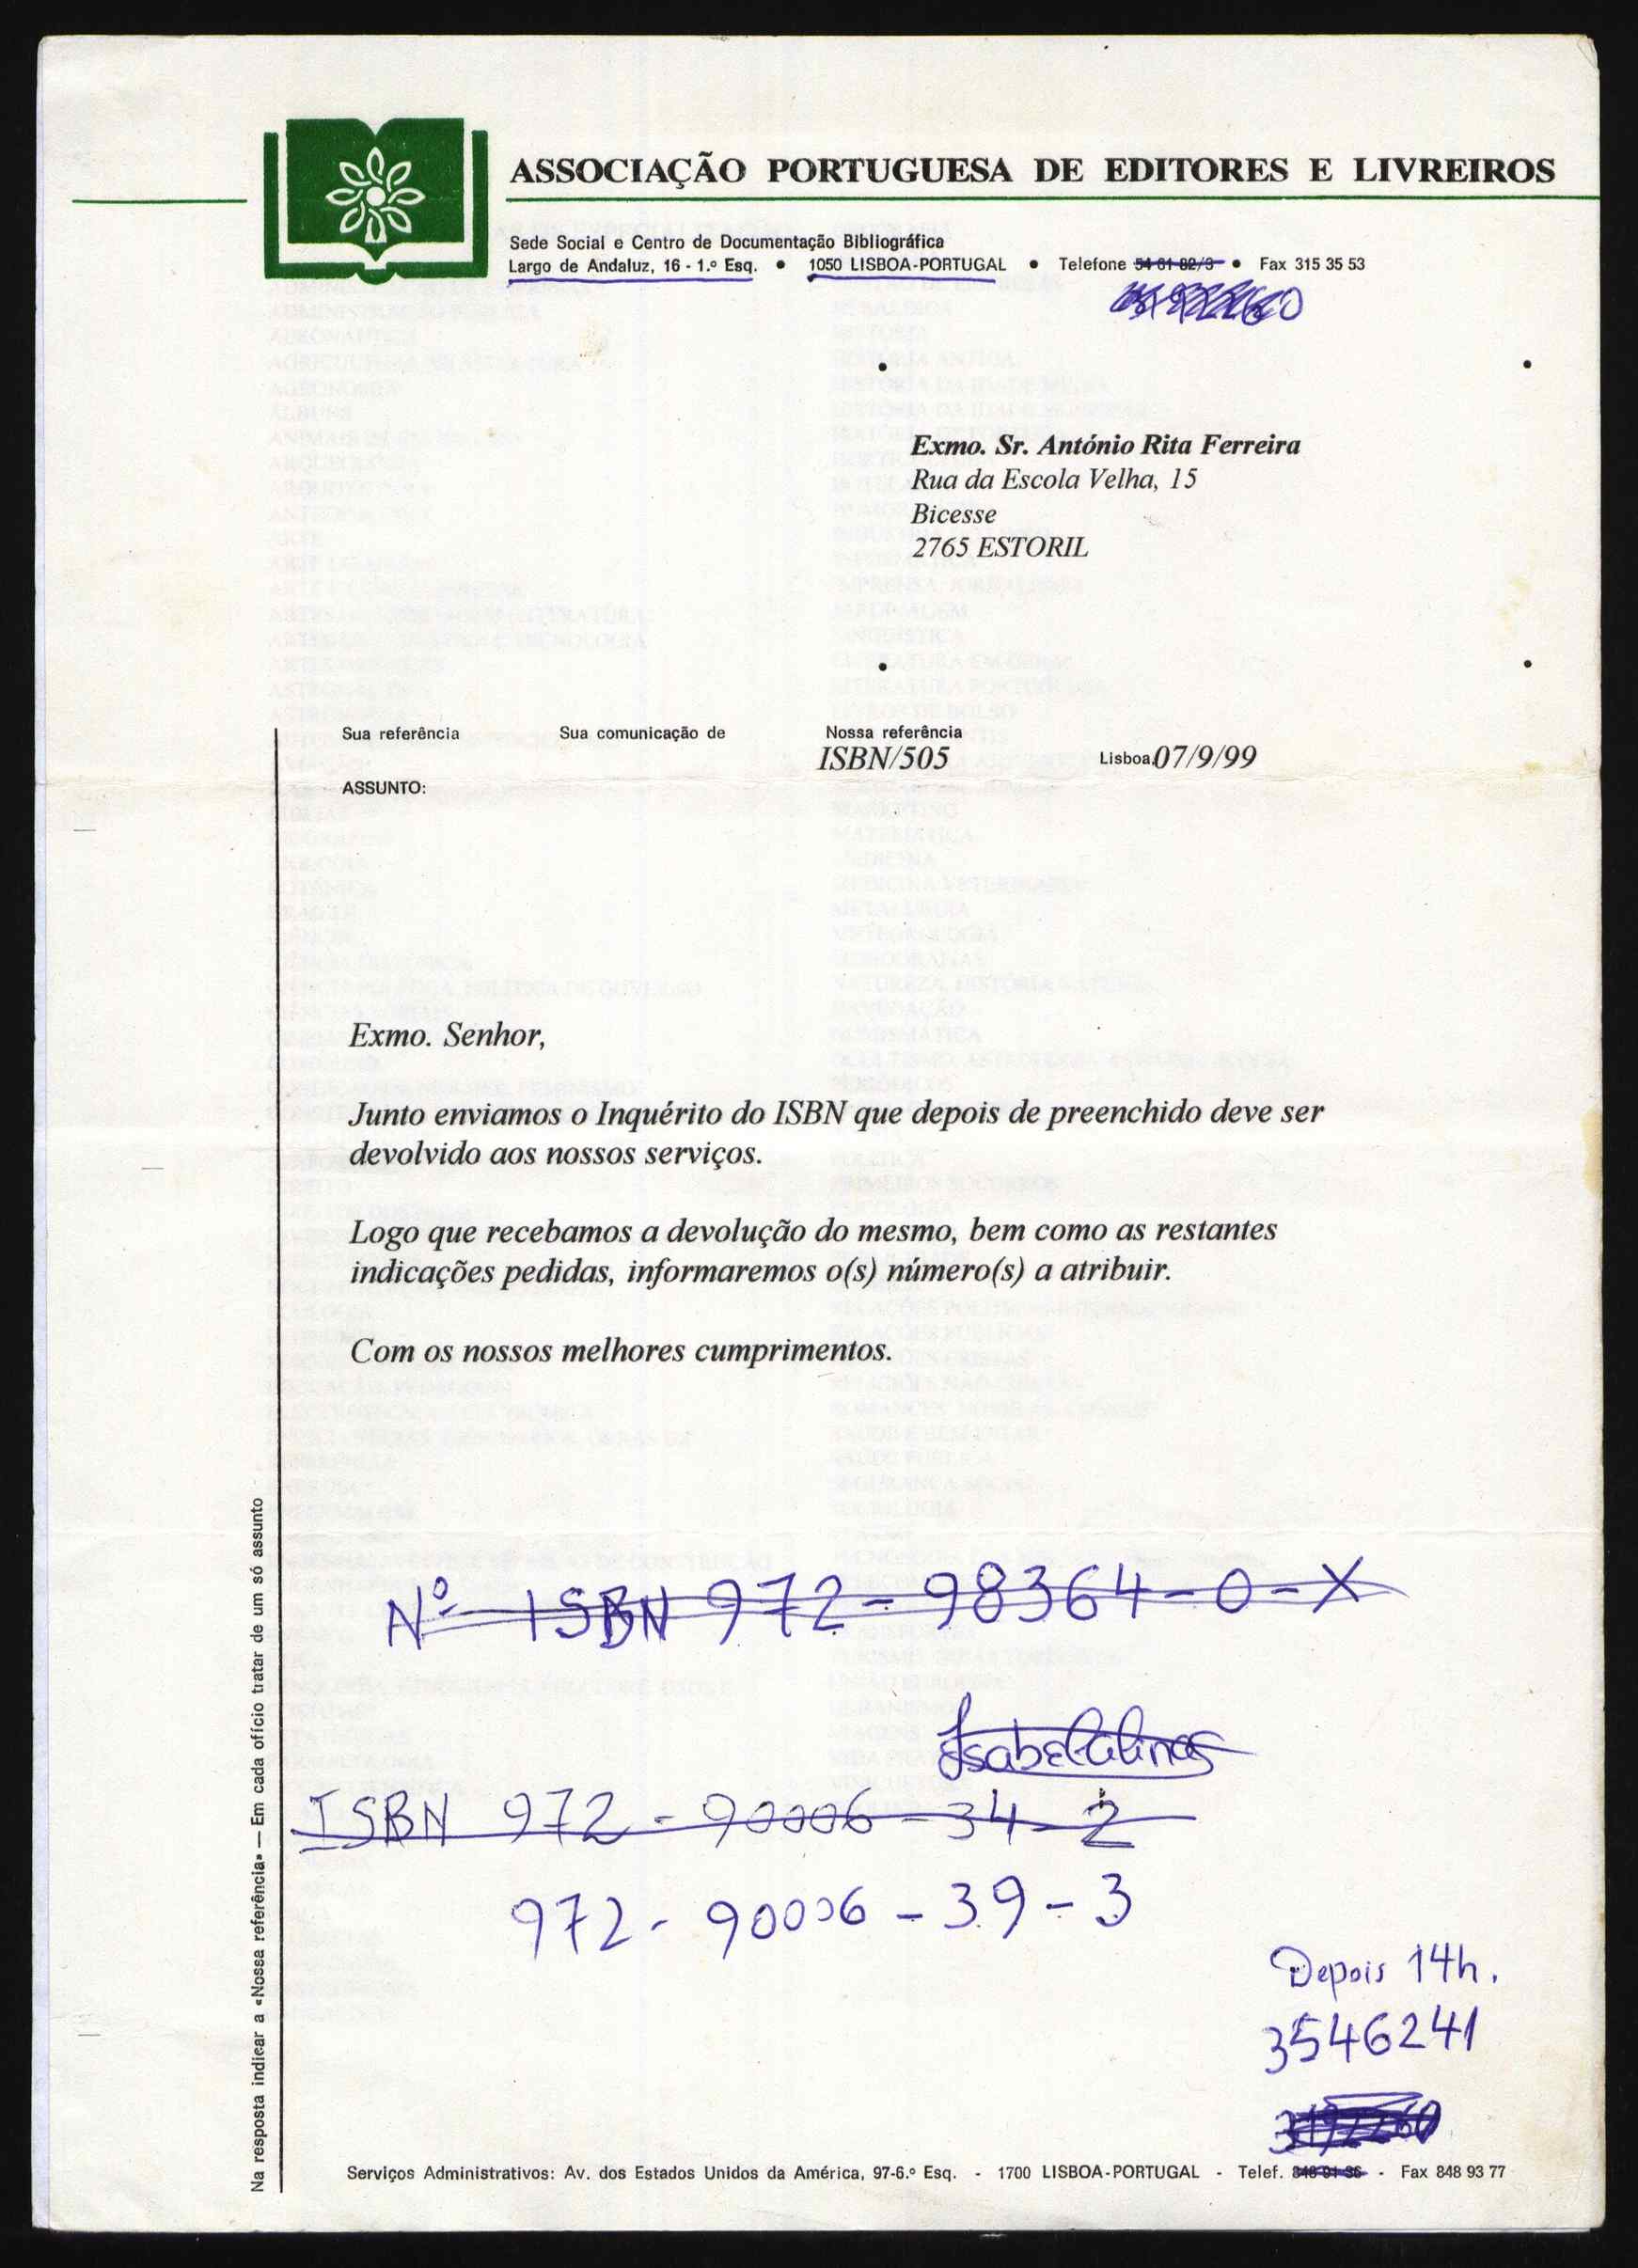 ASSOCIAÇÃO PORTUGUESA DE EDITORES E LIVREIROS
Sede Social e Centro de Documentação Bibliográfica
Largo de Andaluz, 16 - 1.º Esq. • 1050 LISBOA-PORTUGAL • Telefone 54 61 82/3 • Fax 315 35 53
Exmo. Sr. António Rita Ferreira
Rua da Escola Velha, 15
Bicesse
2765 ESTORIL
Sua referência Sua comunicação de Nossa referência
ISBN/505 Lisboa, 07/9/99
ASSUNTO:
Exmo. Senhor,
Junto enviamos o Inquérito do ISBN que depois de preenchido deve ser
devolvido aos nossos serviços.
Logo que recebamos a devolução do mesmo, bem como as restantes
indicações pedidas, informaremos o(s) número(s) a atribuir.
Com os nossos melhores cumprimentos.
Nº ISBN 972-98364-0-X
ISBN 972-90006-34-2
972-90006-39-3
Depois 14h.
3546241
Na resposta indicar a «Nossa referência» — Em cada ofício tratar de um só assunto
Serviços Administrativos: Av. dos Estados Unidos da América, 97-6.º Esq. - 1700 LISBOA-PORTUGAL - Telef. - Fax 848 93 77